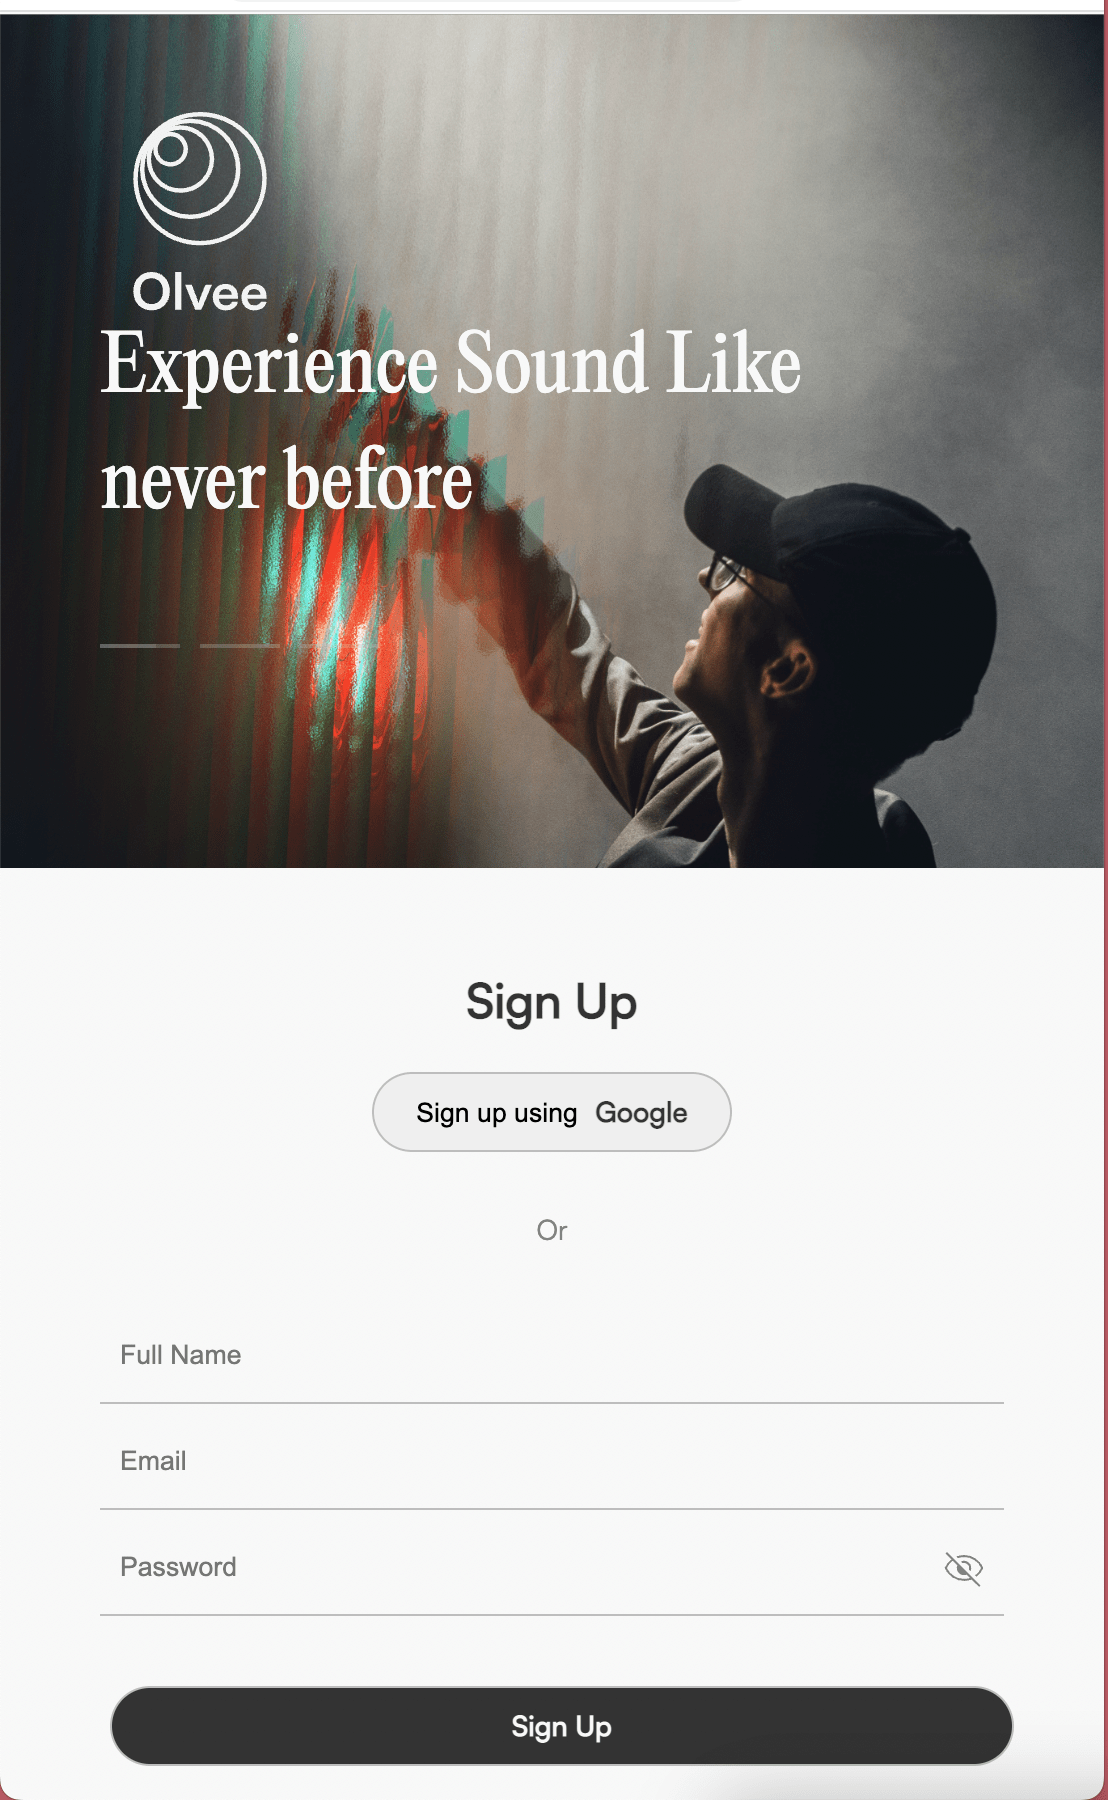 Olvee
Experience Sound Like
never before
Sign Up
Sign up using Google
Or
Full Name
Email
Password
Sign Up